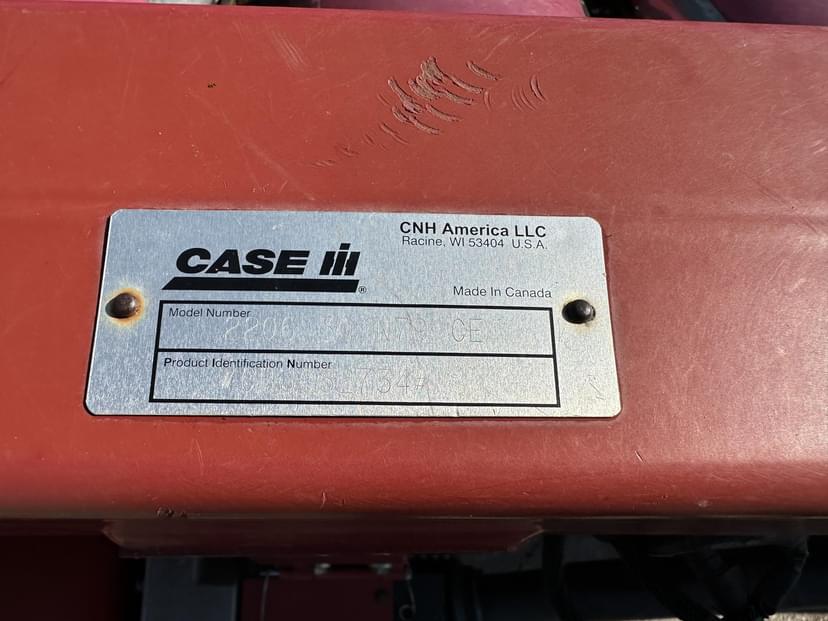 CNH America LLC
Racine, WI 53404 U.S.A.
CASE IH
®
Made In Canada
Model Number
Product Identification Number